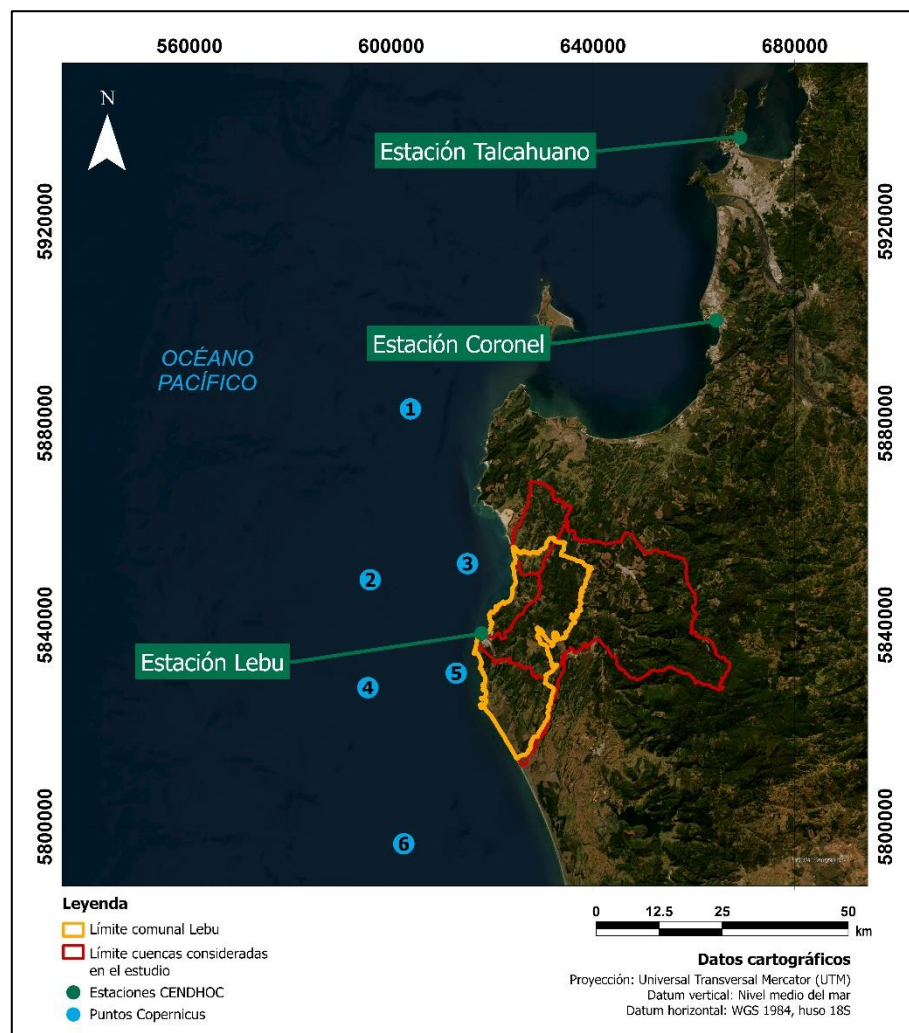 560000 600000 640000 680000
N
Estación Talcahuano
5920000 5920000
Estación Coronel
OCÉANO
PACÍFICO
1
5880000 5880000
3
2
5840000 5840000
Estación Lebu
5
4
5800000 5800000
6
Leyenda
Límite comunal Lebu
Límite cuencas consideradas
en el estudio
Estaciones CENDHOC
Puntos Copernicus
0 12.5 25 50
km
Datos cartográficos
Proyección: Universal Transversal Mercator (UTM)
Datum vertical: Nivel medio del mar
Datum horizontal: WGS 1984, huso 18S